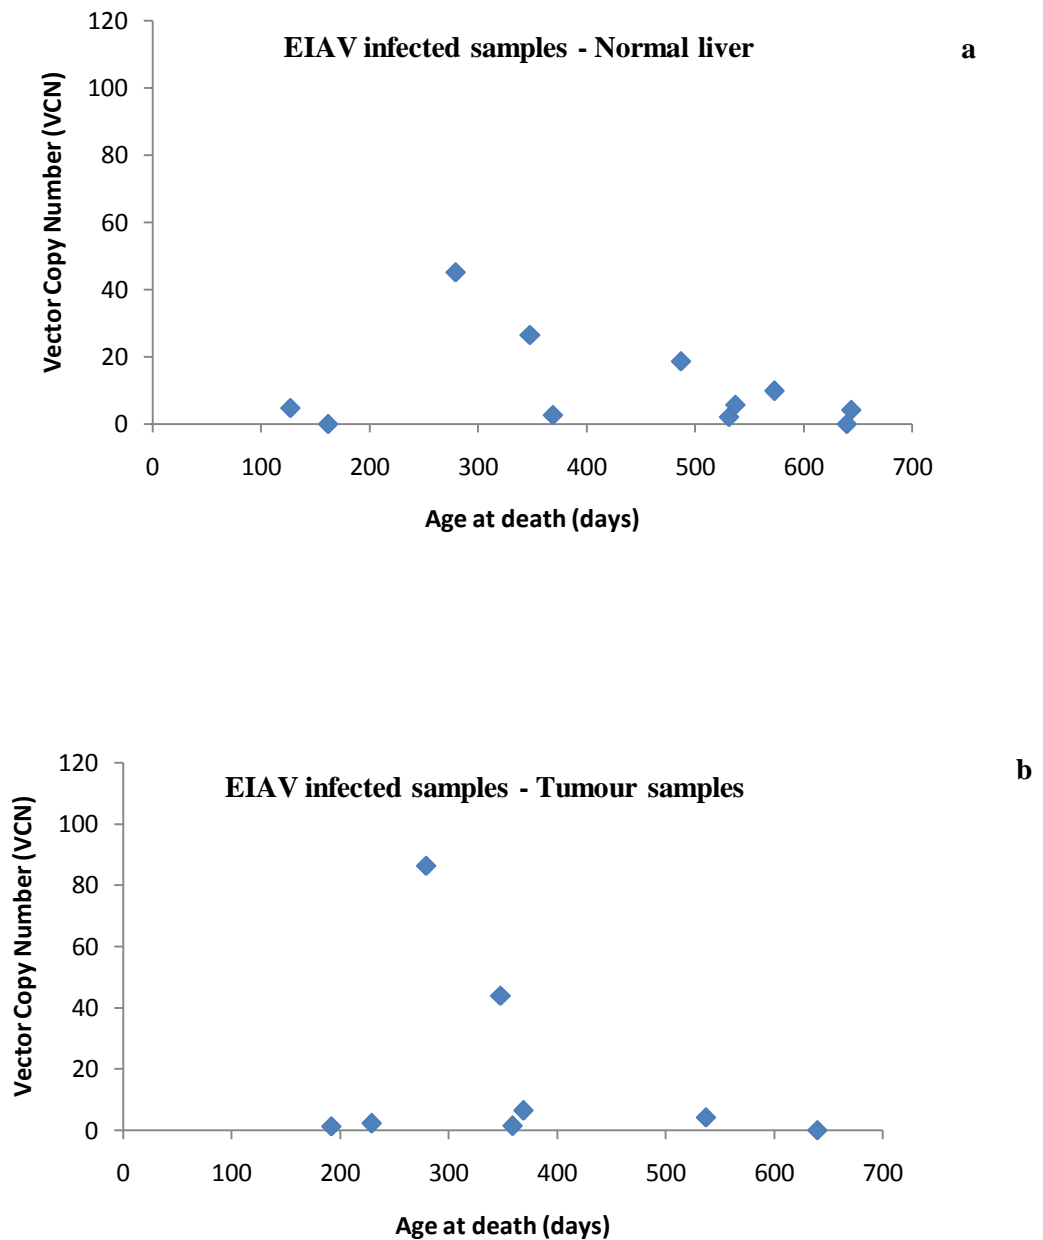 EIAV infected samples - Normal liver
a
Vector Copy Number (VCN)
120
100
80
60
40
20
0
0 100 200 300 400 500 600 700
Age at death (days)
EIAV infected samples - Tumour samples
b
Vector Copy Number (VCN)
120
100
80
60
40
20
0
0 100 200 300 400 500 600 700
Age at death (days)